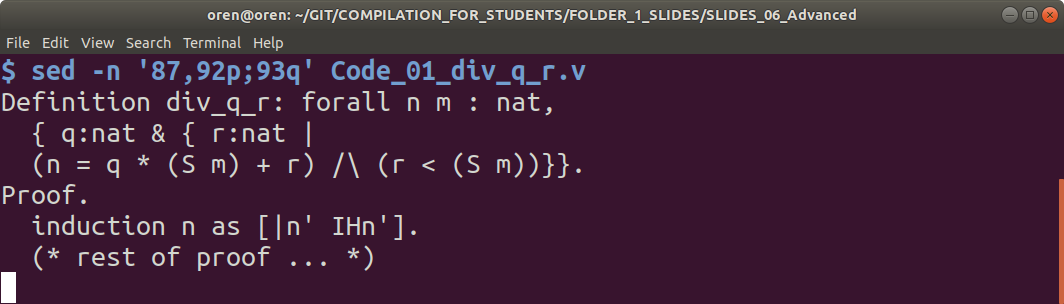 oren@oren: ~/GIT/COMPILATION_FOR_STUDENTS/FOLDER_1_SLIDES/SLIDES_06_Advanced
File Edit View Search Terminal Help
$ sed -n '87,92p;93q' Code_01_div_q_r.v
Definition div_q_r: forall n m : nat,
  { q:nat & { r:nat |
  (n = q * (S m) + r) /\ (r < (S m))}}.
Proof.
  induction n as [|n' IHn'].
  (* rest of proof ... *)